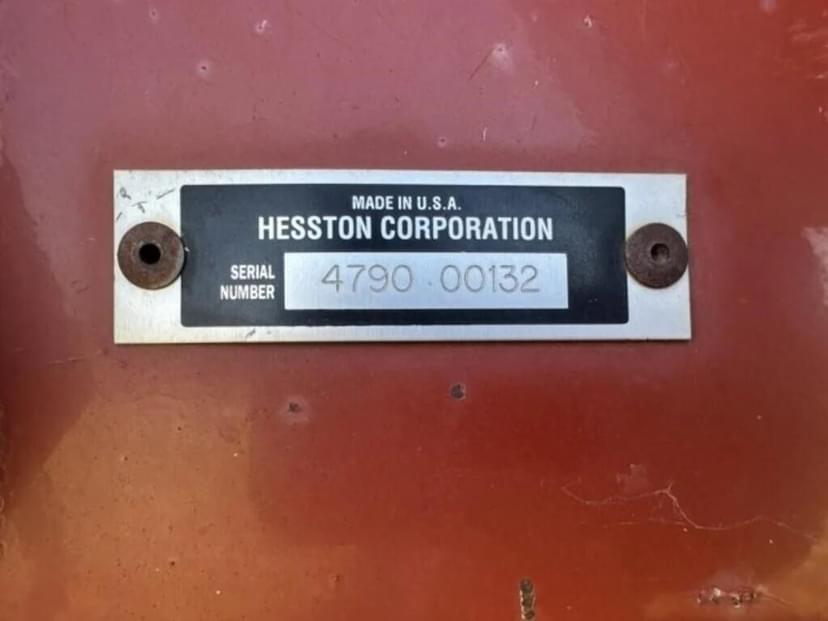 MADE IN U.S.A.
HESSTON CORPORATION
SERIAL
NUMBER
4790 00132